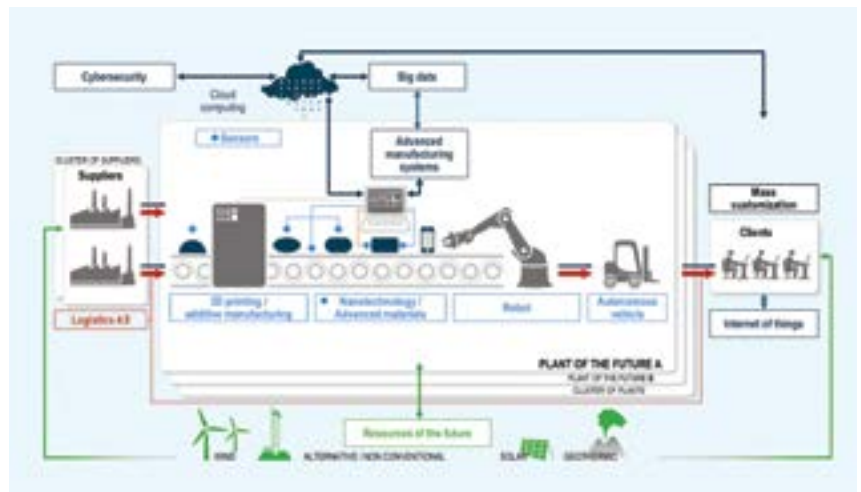 Cybersecurity
Big data
Cloud
computing
Sensors
Advanced
manufacturing
systems
CLUSTER OF SUPPLIERS
Suppliers
Mass
customization
Clients
3D printing /
additive manufacturing
Nanotechnology /
Advanced materials
Robot
Autonomous
vehicle
Logistics 4.0
Internet of things
PLANT OF THE FUTURE A
PLANT OF THE FUTURE B
CLUSTER OF PLANTS
Resources of the future
WIND
ALTERNATIVE / NON CONVENTIONAL
SOLAR
GEOTHERMIC